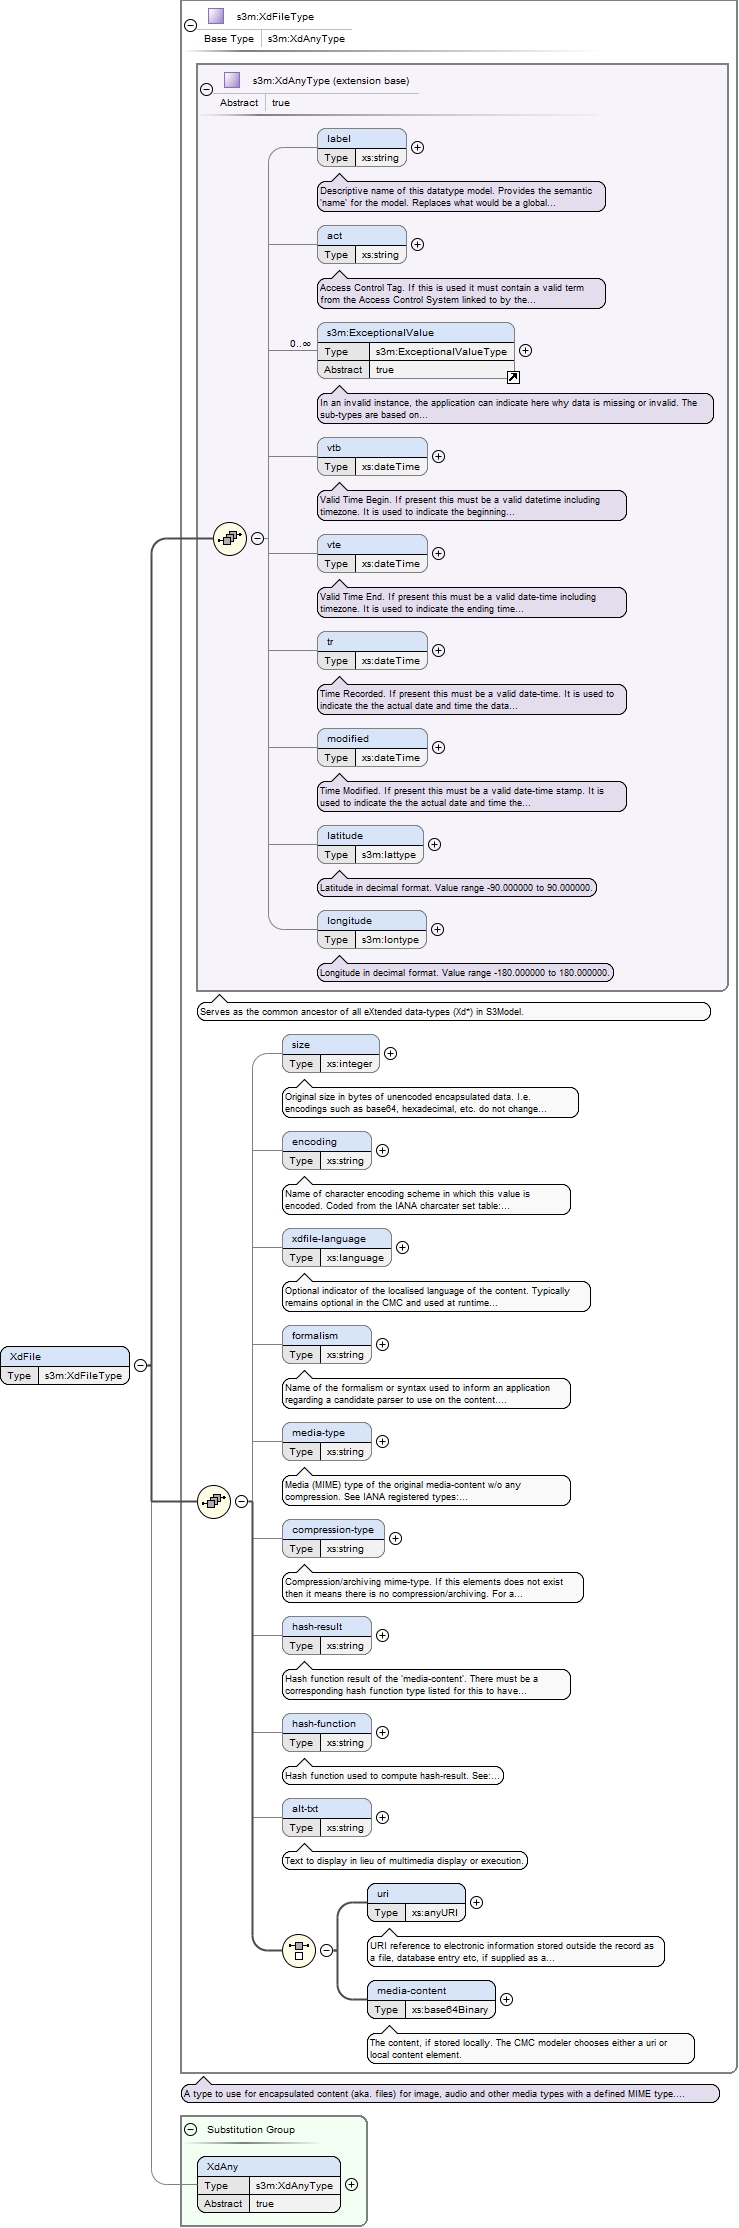 s3m:XdFileType
Base Type s3m:XdAnyType
s3m:XdAnyType (extension base)
Abstract true
label
Type xs:string
Descriptive name of this datatype model. Provides the semantic
'name' for the model. Replaces what would be a global...
act
Type xs:string
Access Control Tag. If this is used it must contain a valid term
from the Access Control System linked to by the...
s3m:ExceptionalValue
0..∞
Type s3m:ExceptionalValueType
Abstract true
In an invalid instance, the application can indicate here why data is missing or invalid. The
sub-types are based on...
vtb
Type xs:dateTime
Valid Time Begin. If present this must be a valid datetime including
timezone. It is used to indicate the beginning...
vte
Type xs:dateTime
Valid Time End. If present this must be a valid date-time including
timezone. It is used to indicate the ending time...
tr
Type xs:dateTime
Time Recorded. If present this must be a valid date-time. It is used to
indicate the the actual date and time the data...
modified
Type xs:dateTime
Time Modified. If present this must be a valid date-time stamp. It is
used to indicate the the actual date and time the...
latitude
Type s3m:lattype
Latitude in decimal format. Value range -90.000000 to 90.000000.
longitude
Type s3m:lontype
Longitude in decimal format. Value range -180.000000 to 180.000000.
Serves as the common ancestor of all eXtended data-types (Xd*) in S3Model.
size
Type xs:integer
Original size in bytes of unencoded encapsulated data. I.e.
encodings such as base64, hexadecimal, etc. do not change...
encoding
Type xs:string
Name of character encoding scheme in which this value is
encoded. Coded from the IANA charcater set table:...
xdfile-language
Type xs:language
Optional indicator of the localised language of the content. Typically
remains optional in the CMC and used at runtime...
formalism
Type xs:string
XdFile
Type s3m:XdFileType
Name of the formalism or syntax used to inform an application
regarding a candidate parser to use on the content....
media-type
Type xs:string
Media (MIME) type of the original media-content w/o any
compression. See IANA registered types:...
compression-type
Type xs:string
Compression/archiving mime-type. If this elements does not exist
then it means there is no compression/archiving. For a...
hash-result
Type xs:string
Hash function result of the 'media-content'. There must be a
corresponding hash function type listed for this to have...
hash-function
Type xs:string
Hash function used to compute hash-result. See:...
alt-txt
Type xs:string
Text to display in lieu of multimedia display or execution.
uri
Type xs:anyURI
URI reference to electronic information stored outside the record as
a file, database entry etc, if supplied as a...
media-content
Type xs:base64Binary
The content, if stored locally. The CMC modeler chooses either a uri or
local content element.
A type to use for encapsulated content (aka. files) for image, audio and other media types with a defined MIME type....
Substitution Group
XdAny
Type s3m:XdAnyType
Abstract true